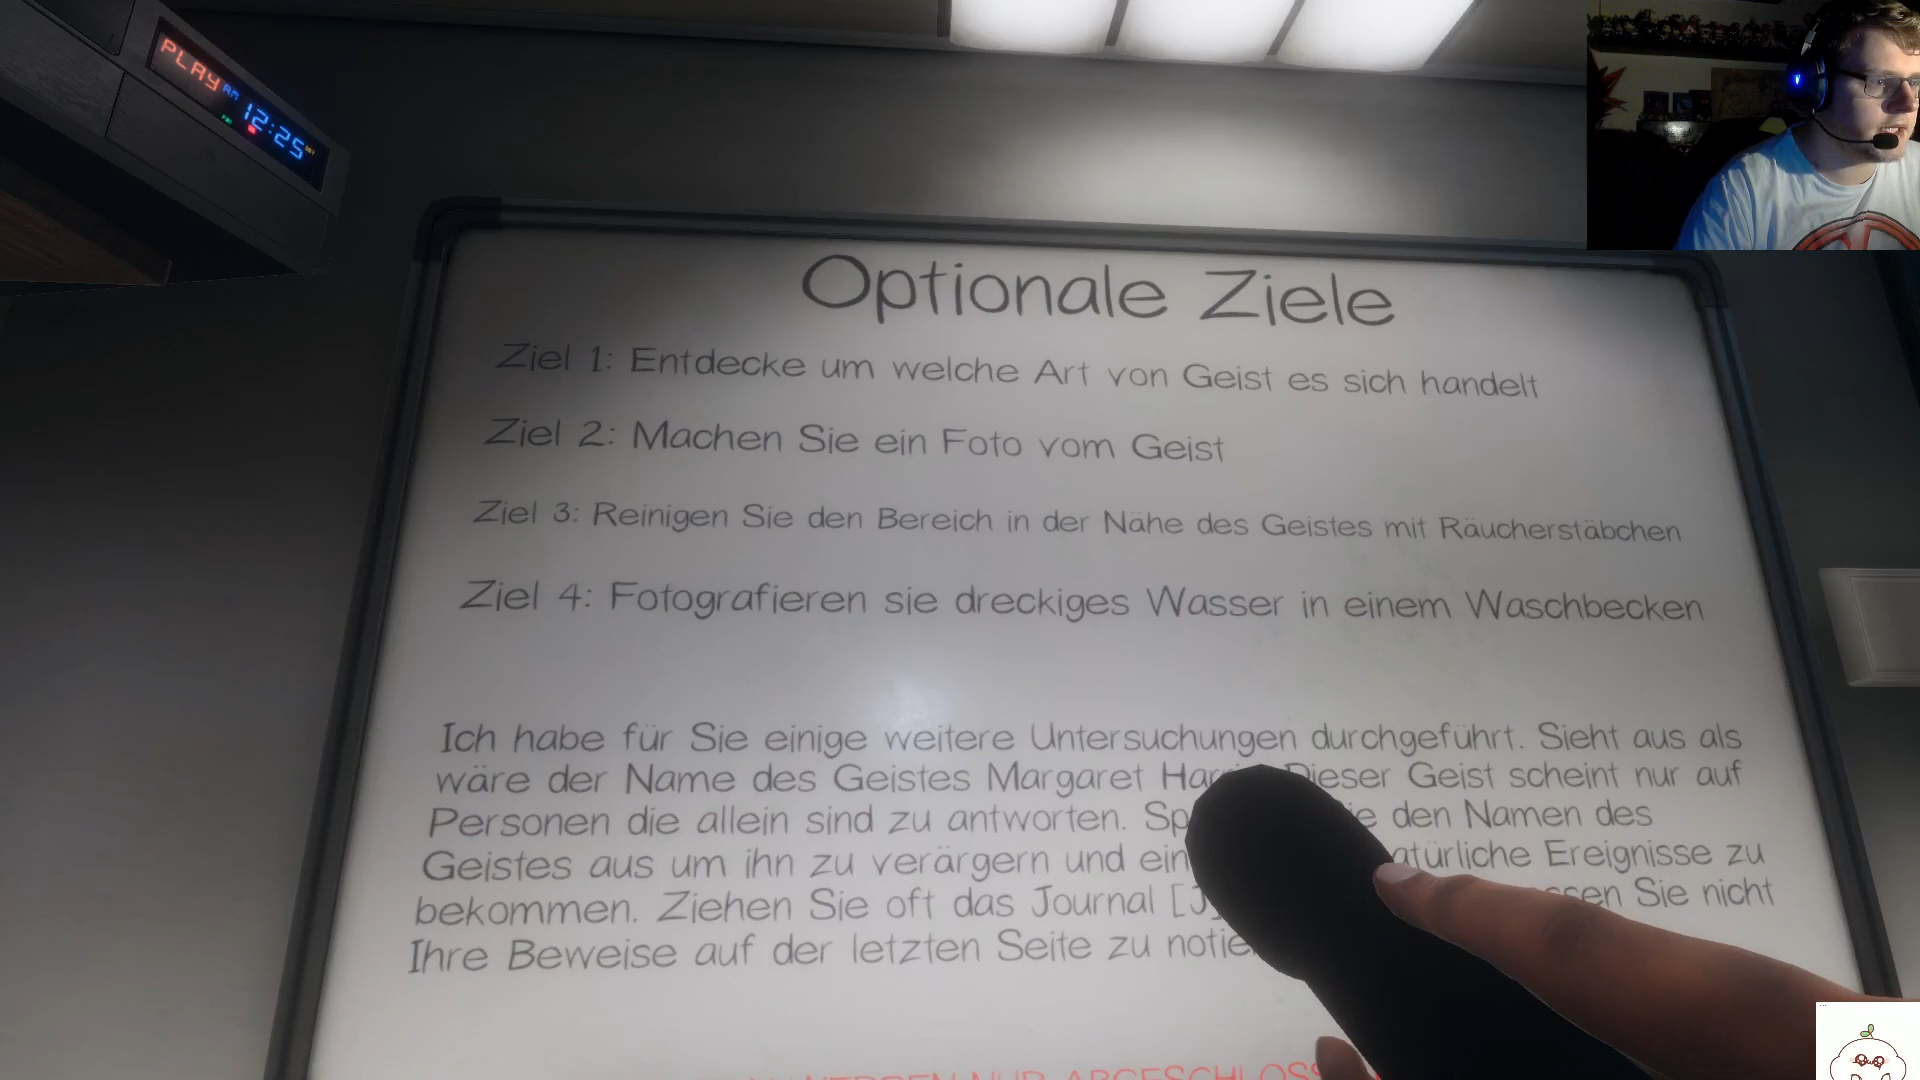 PLAY AM 12:25
Optionale Ziele
Ziel 1: Entdecke um welche Art von Geist es sich handelt
Ziel 2: Machen Sie ein Foto vom Geist
Ziel 3: Reinigen Sie den Bereich in der Nähe des Geistes mit Räucherstäbchen
Ziel 4: Fotografieren sie dreckiges Wasser in einem Waschbecken
Ich habe für Sie einige weitere Untersuchungen durchgeführt. Sieht aus als
wäre der Name des Geistes Margaret Dieser Geist scheint nur auf
Personen die allein sind zu antworten. den Namen des
Geistes aus um ihn zu verärgern und Ereignisse zu
bekommen. Ziehen Sie oft das Journal [J] Sie nicht
Ihre Beweise auf der letzten Seite zu
NUR